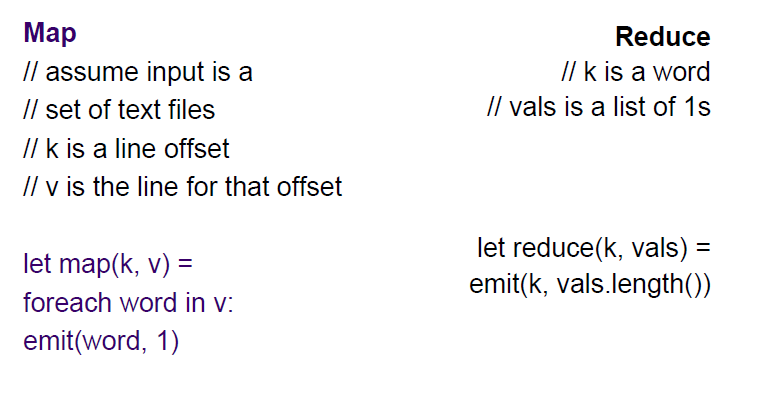 Map
// assume input is a
// set of text files
// k is a line offset
// v is the line for that offset
let map(k, v) =
foreach word in v:
emit(word, 1)
Reduce
// k is a word
// vals is a list of 1s
let reduce(k, vals) =
emit(k, vals.length())